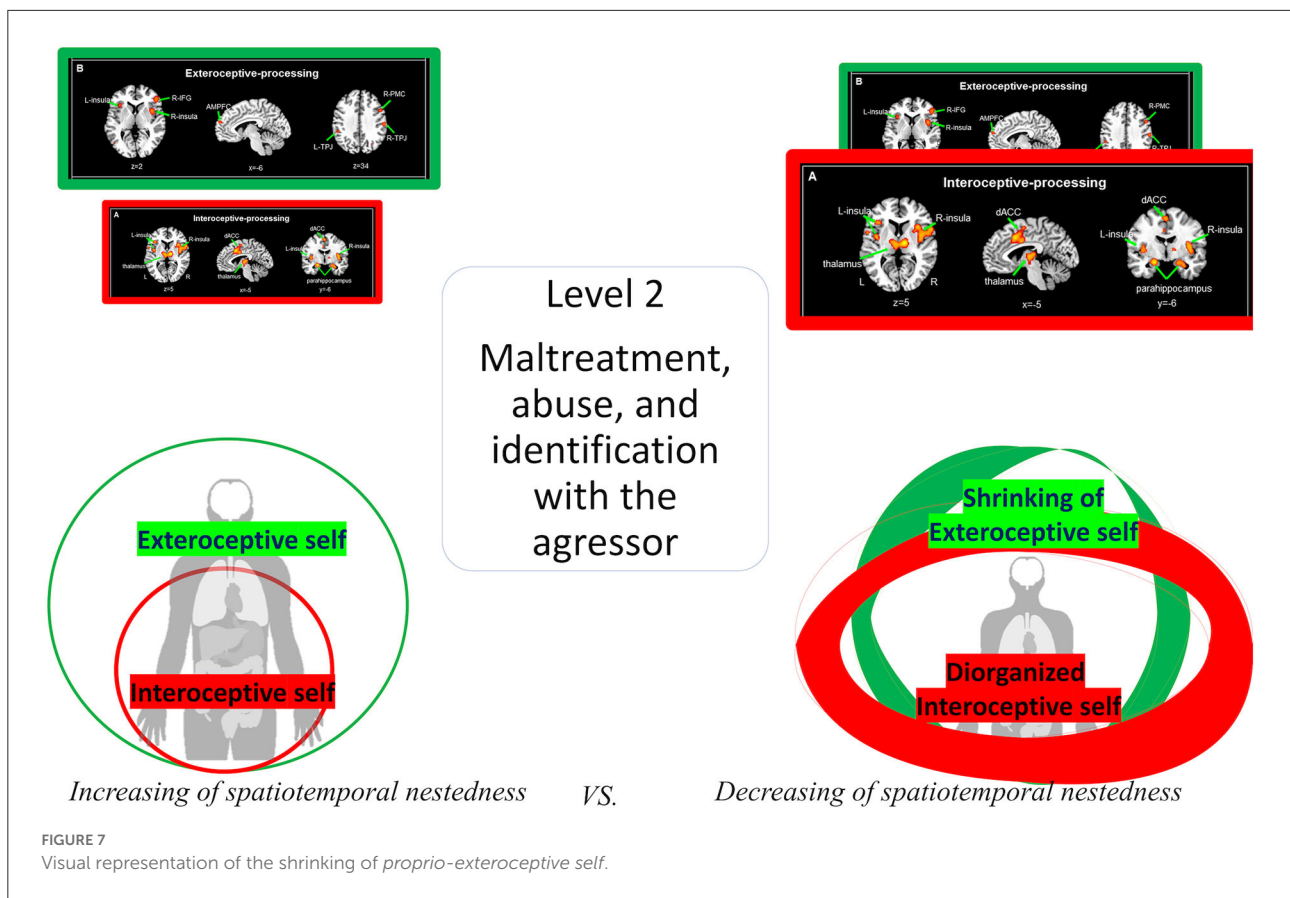 B
Exteroceptive-processing
L-insula
R-IFG
R-insula
AMPFC
R-PMC
L-TPJ
R-TPJ
z=2
x=-6
z=34
A
Interoceptive-processing
L-insula
R-insula
dACC
dACC
L-insula
R-insula
thalamus
thalamus
parahippocampus
L
R
z=5
x=-5
y=-6
Level 2
Maltreatment,
abuse, and
identification
with the
agressor
B
Exteroceptive-processing
L-insula
R-IFG
R-insula
AMPFC
R-PMC
L-TPJ
R-TPJ
A
Interoceptive-processing
L-insula
R-insula
dACC
dACC
L-insula
R-insula
thalamus
thalamus
parahippocampus
L
R
z=5
x=-5
y=-6
Exteroceptive self
Interoceptive self
Shrinking of
Exteroceptive self
Diorganized
Interoceptive self
Increasing of spatiotemporal nestedness VS. Decreasing of spatiotemporal nestedness
FIGURE 7
Visual representation of the shrinking of proprio-exteroceptive self.